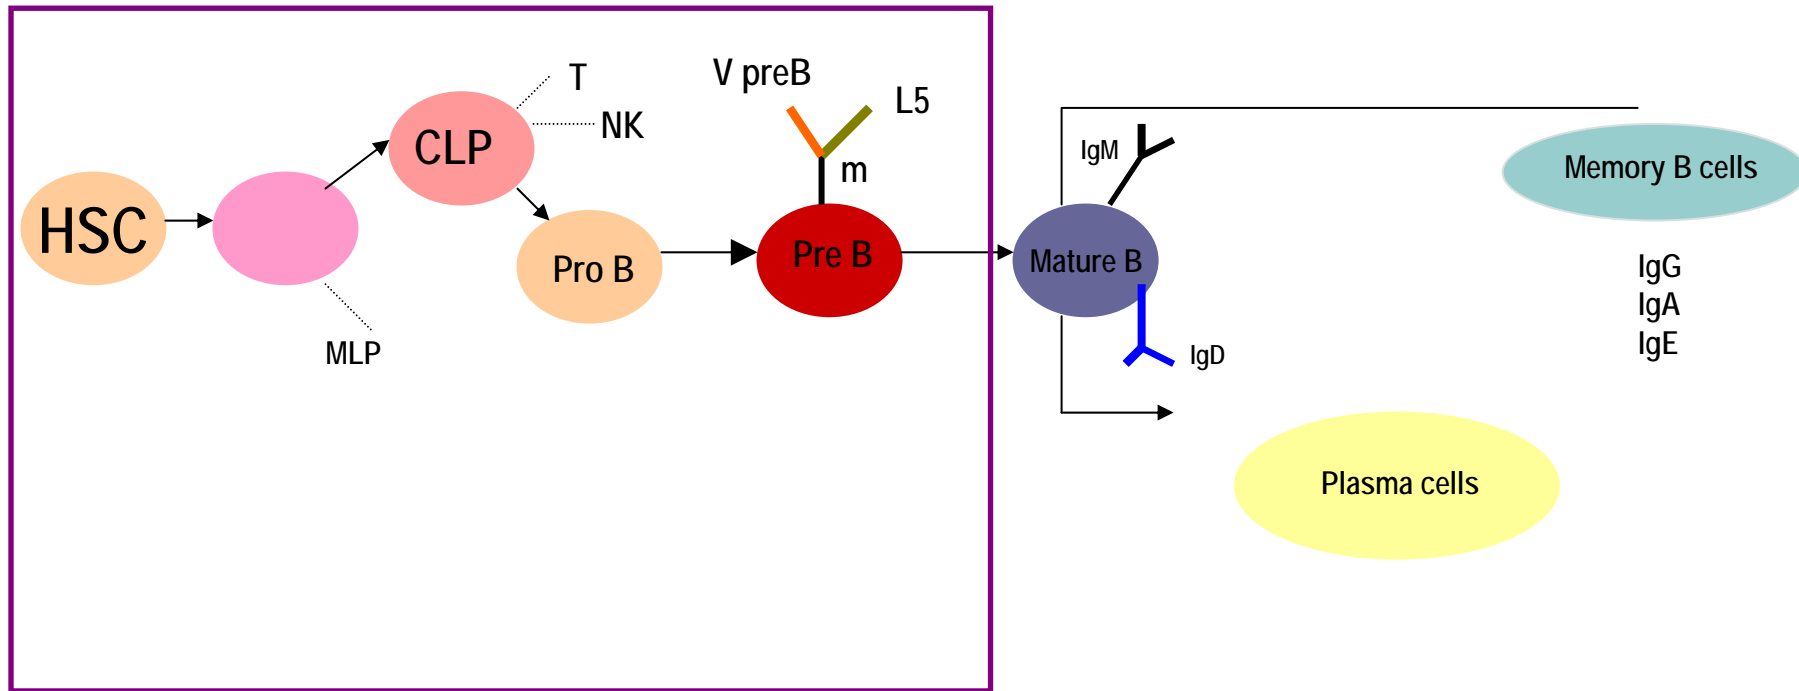 HSC
MLP
CLP
T
NK
Pro B
V preB
L5
m
Pre B
IgM
Mature B
IgD
Memory B cells
IgG
IgA
IgE
Plasma cells